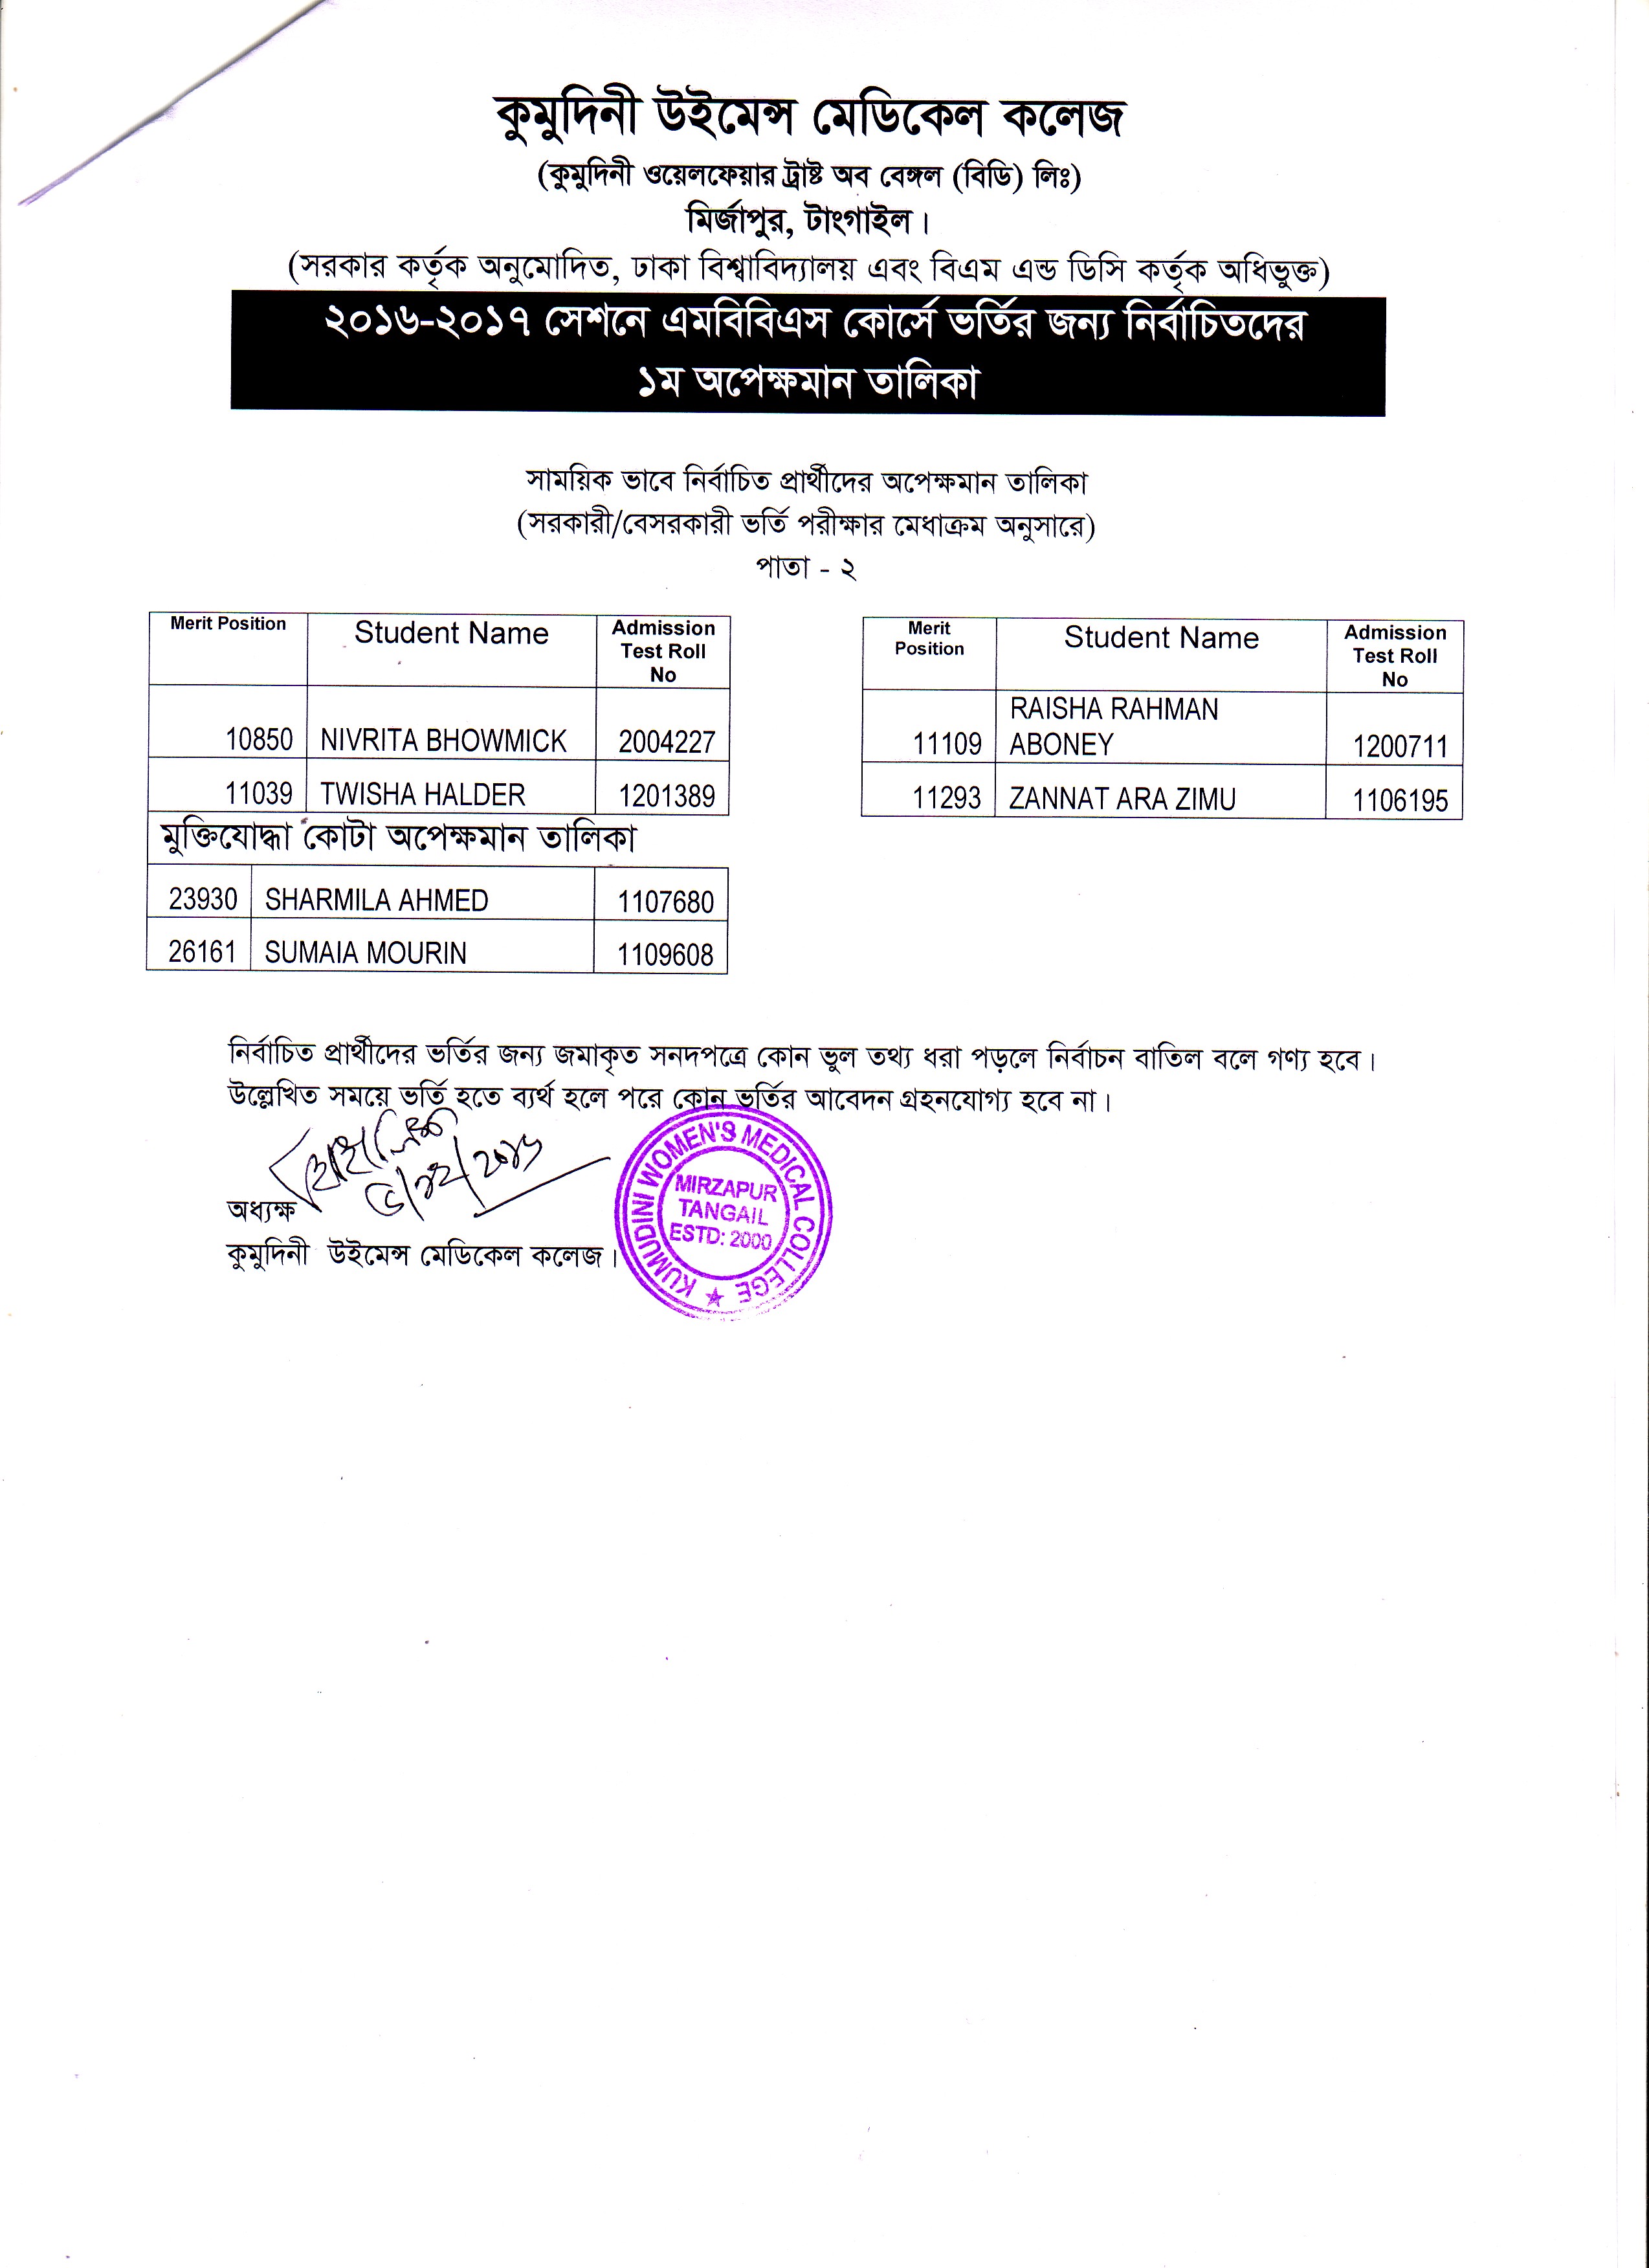 কুমুদিনী উইমেন্স মেডিকেল কলেজ
(কুমুদিনী ওয়েলফেয়ার ট্রাষ্ট অব বেঙ্গল (বিডি) লিঃ)
মির্জাপুর, টাংগাইল।
(সরকার কর্তৃক অনুমোদিত, ঢাকা বিশ্বাবিদ্যালয় এবং বিএম এন্ড ডিসি কর্তৃক অধিভুক্ত)
২০১৬-২০১৭ সেশনে এমবিবিএস কোর্সে ভর্তির জন্য নির্বাচিতদের
১ম অপেক্ষমান তালিকা
সাময়িক ভাবে নির্বাচিত প্রার্থীদের অপেক্ষমান তালিকা
(সরকারী/বেসরকারী ভর্তি পরীক্ষার মেধাক্রম অনুসারে)
পাতা - ২
Merit Position Student Name Admission Test Roll No
10850 NIVRITA BHOWMICK 2004227
11039 TWISHA HALDER 1201389
মুক্তিযোদ্ধা কোটা অপেক্ষমান তালিকা
23930 SHARMILA AHMED 1107680
26161 SUMAIA MOURIN 1109608
Merit Position Student Name Admission Test Roll No
11109 RAISHA RAHMAN ABONEY 1200711
11293 ZANNAT ARA ZIMU 1106195
নির্বাচিত প্রার্থীদের ভর্তির জন্য জমাকৃত সনদপত্রে কোন ভুল তথ্য ধরা পড়লে নির্বাচন বাতিল বলে গণ্য হবে।
উল্লেখিত সময়ে ভর্তি হতে ব্যর্থ হলে পরে কোন ভর্তির আবেদন গ্রহনযোগ্য হবে না।
অধ্যক্ষ
কুমুদিনী উইমেন্স মেডিকেল কলেজ।
KUMUDINI WOMEN'S MEDICAL COLLEGE
MIRZAPUR
TANGAIL
ESTD: 2000